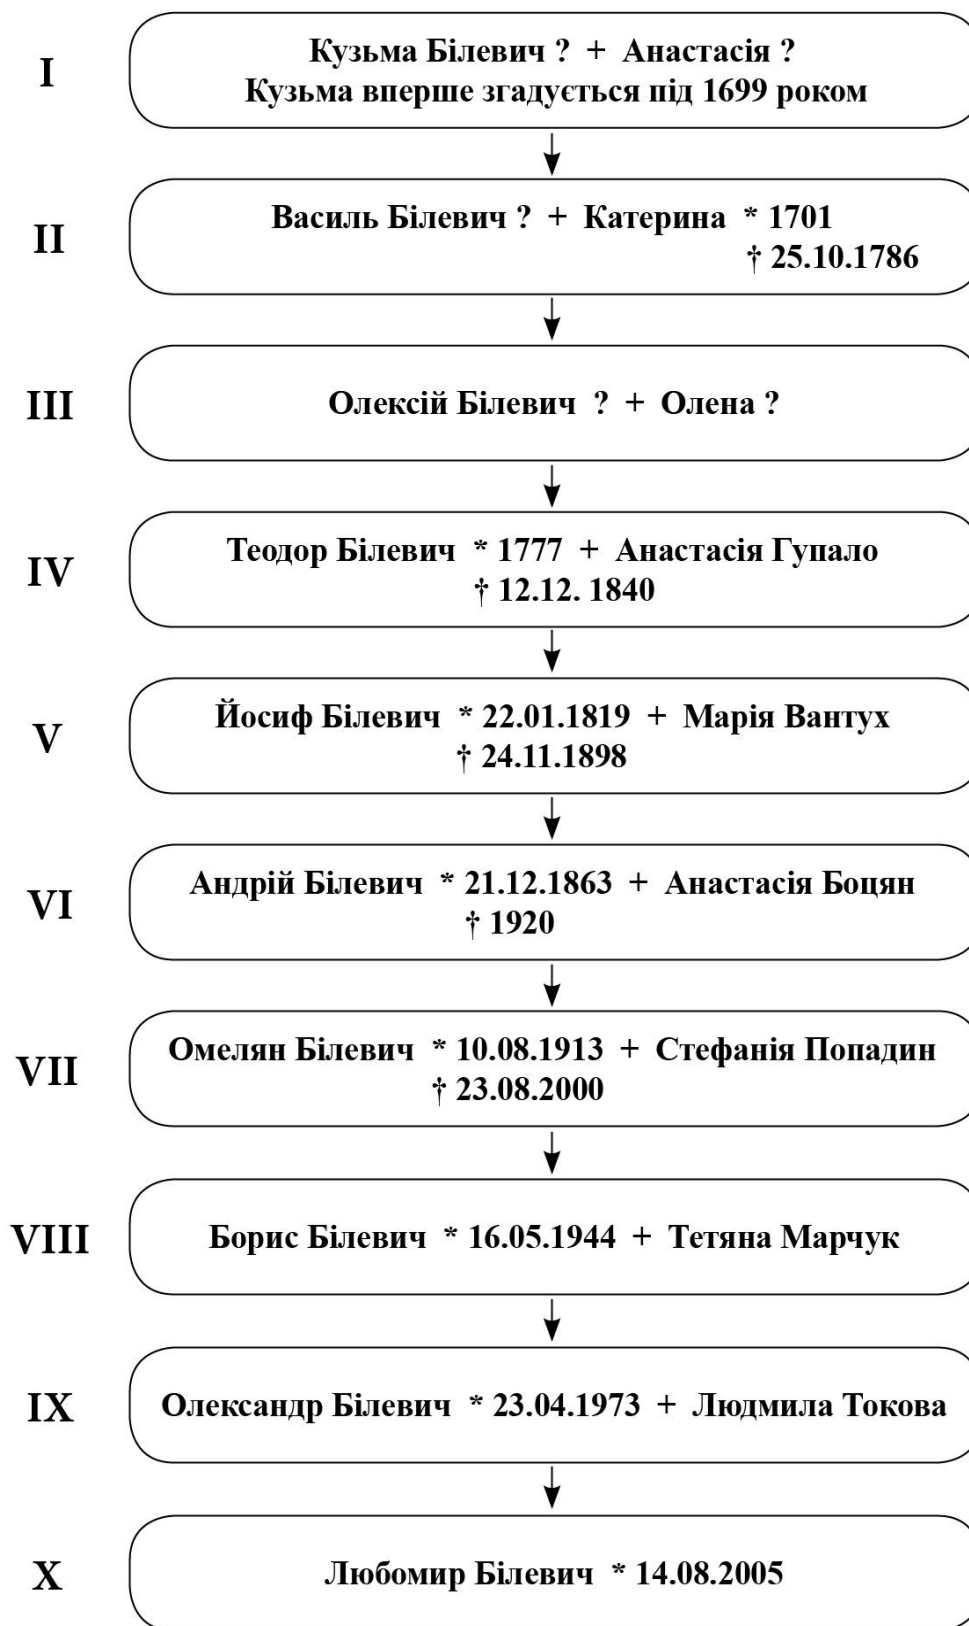 I
Кузьма Білевич ? + Анастасія ?
Кузьма вперше згадується під 1699 роком
II
Василь Білевич ? + Катерина * 1701
† 25.10.1786
III
Олексій Білевич ? + Олена ?
IV
Теодор Білевич * 1777 + Анастасія Гупало
† 12.12. 1840
V
Йосиф Білевич * 22.01.1819 + Марія Вантух
† 24.11.1898
VI
Андрій Білевич * 21.12.1863 + Анастасія Боцян
† 1920
VII
Омелян Білевич * 10.08.1913 + Стефанія Попадин
† 23.08.2000
VIII
Борис Білевич * 16.05.1944 + Тетяна Марчук
IX
Олександр Білевич * 23.04.1973 + Людмила Токова
X
Любомир Білевич * 14.08.2005